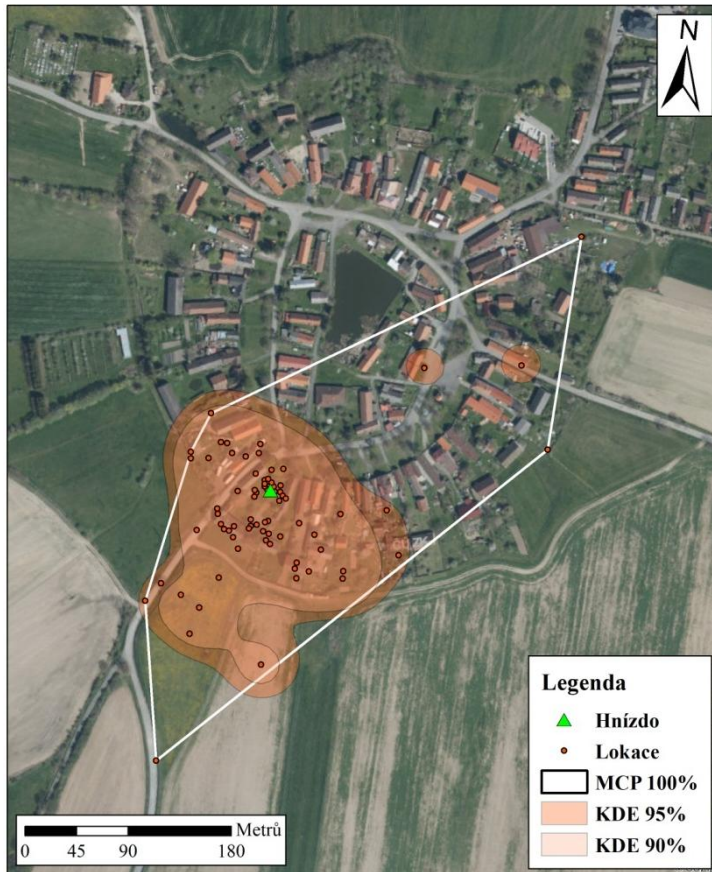 N
Legenda
Hnízdo
Lokace
MCP 100%
KDE 95%
KDE 90%
Metrů
0 45 90 180